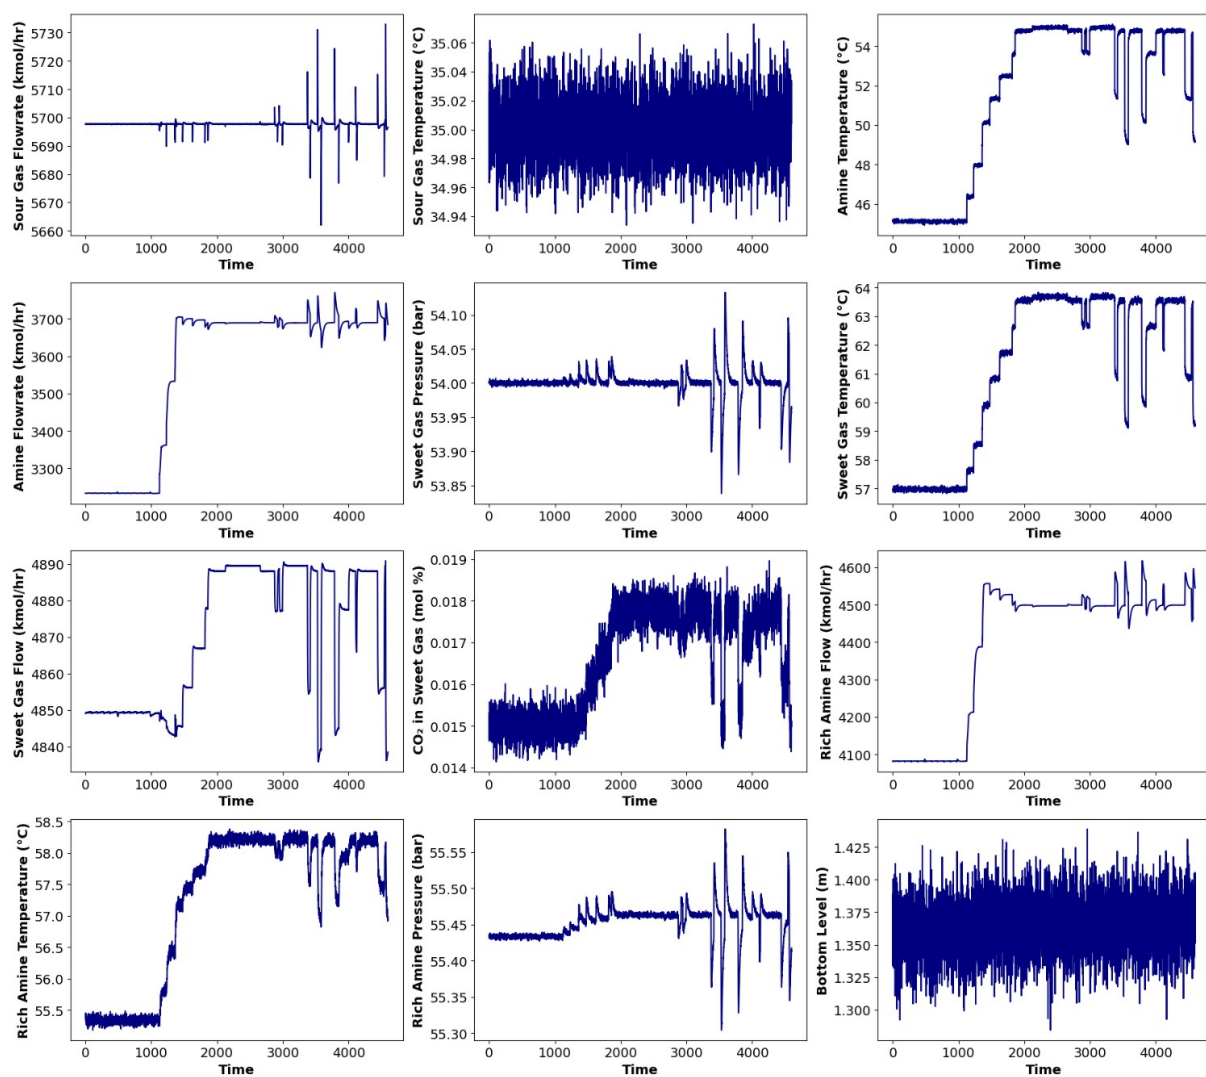 Sour Gas Flowrate (kmol/hr)
5730
5720
5710
5700
5690
5680
5670
5660
0 1000 2000 3000 4000
Time
Sour Gas Temperature (°C)
35.06
35.04
35.02
35.00
34.98
34.96
34.94
0 1000 2000 3000 4000
Time
Amine Temperature (°C)
54
52
50
48
46
0 1000 2000 3000 4000
Time
Amine Flowrate (kmol/hr)
3700
3600
3500
3400
3300
0 1000 2000 3000 4000
Time
Sweet Gas Pressure (bar)
54.10
54.05
54.00
53.95
53.90
53.85
0 1000 2000 3000 4000
Time
Sweet Gas Temperature (°C)
64
63
62
61
60
59
58
57
0 1000 2000 3000 4000
Time
Sweet Gas Flow (kmol/hr)
4890
4880
4870
4860
4850
4840
0 1000 2000 3000 4000
Time
CO₂ in Sweet Gas (mol %)
0.019
0.018
0.017
0.016
0.015
0.014
0 1000 2000 3000 4000
Time
Rich Amine Flow (kmol/hr)
4600
4500
4400
4300
4200
4100
0 1000 2000 3000 4000
Time
Rich Amine Temperature (°C)
58.5
58.0
57.5
57.0
56.5
56.0
55.5
0 1000 2000 3000 4000
Time
Rich Amine Pressure (bar)
55.55
55.50
55.45
55.40
55.35
55.30
0 1000 2000 3000 4000
Time
Bottom Level (m)
1.425
1.400
1.375
1.350
1.325
1.300
0 1000 2000 3000 4000
Time